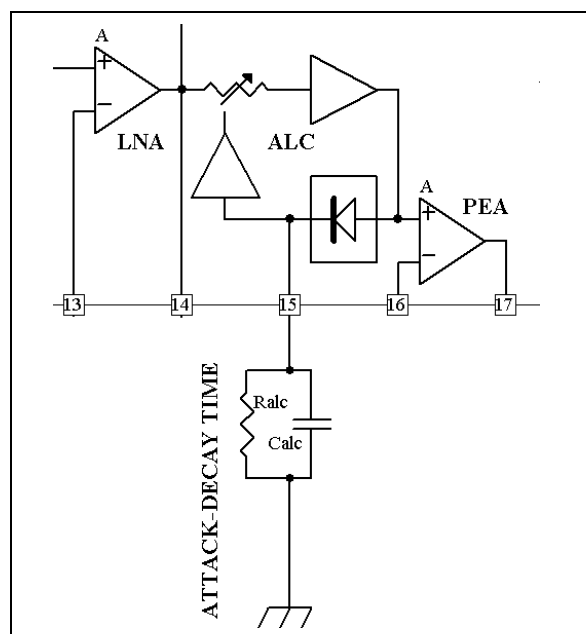 A
+
−
LNA
ALC
A
+
−
PEA
13
14
15
16
17
Ralc
Calc
ATTACK-DECAY TIME